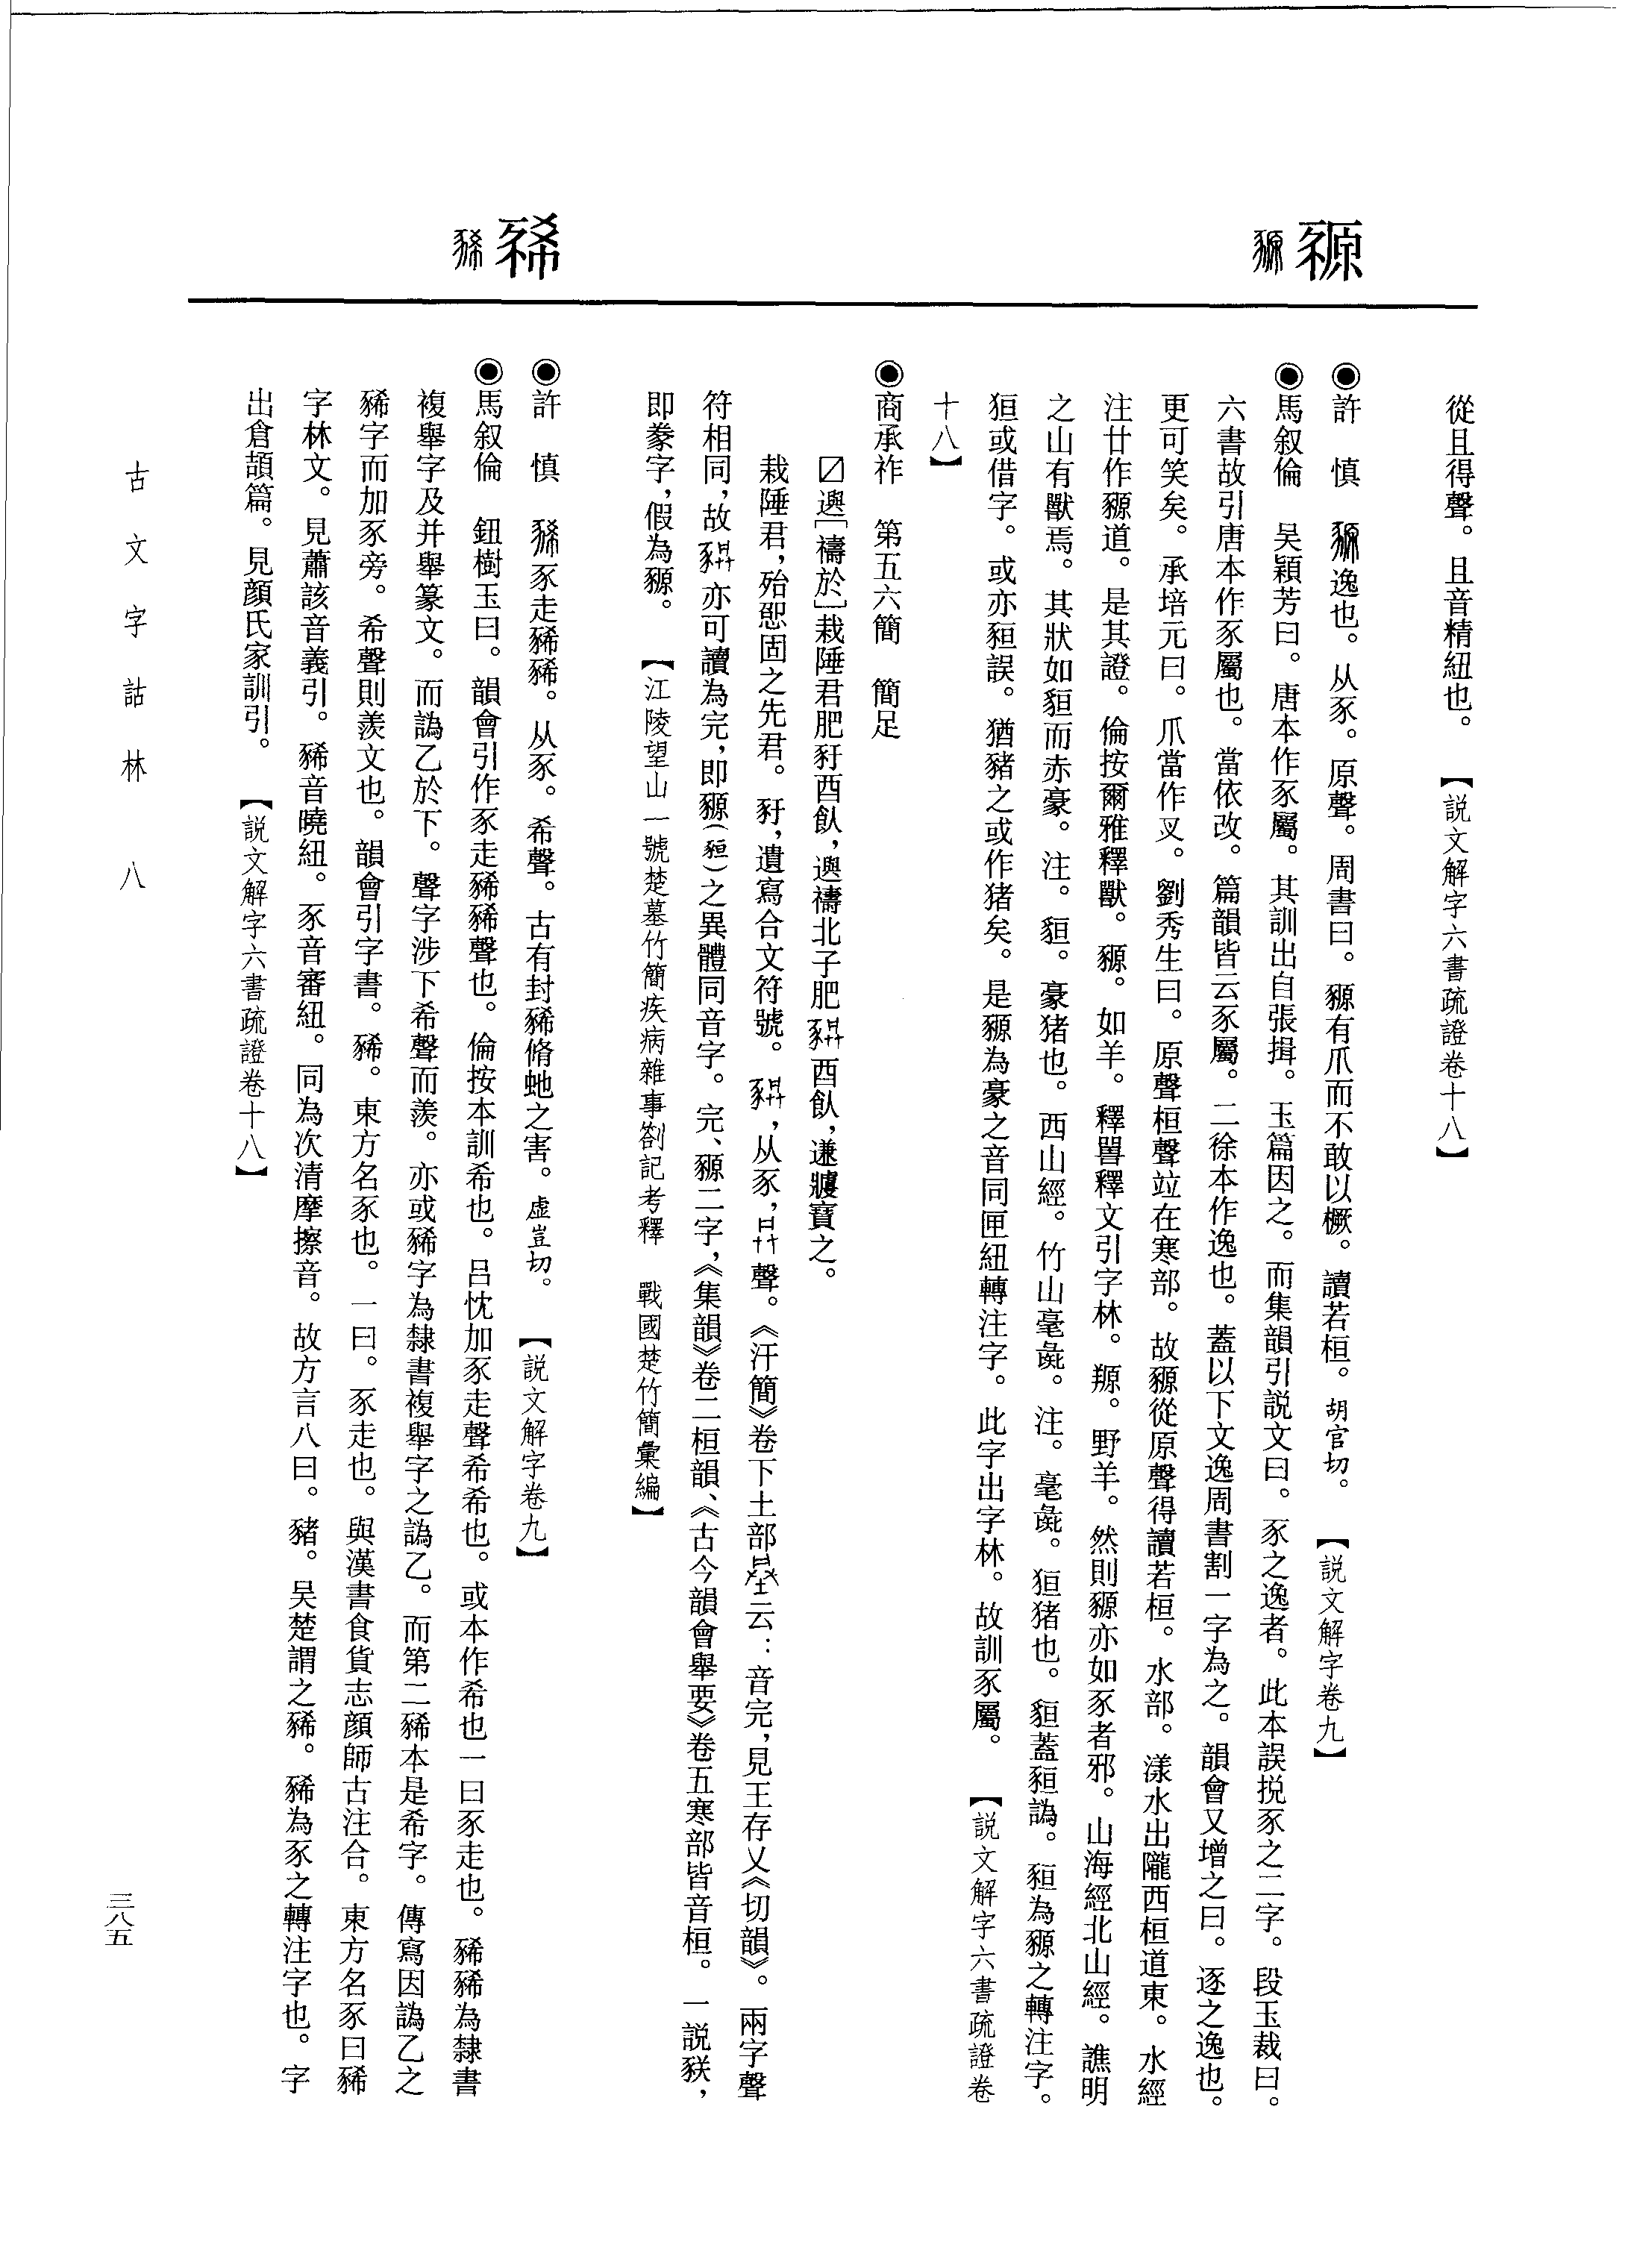 豲
豨
從且得聲。且音精紐也。 【説文解字六書疏證卷十八】
◉許 慎 逸也。从豕。原聲。周書曰。豲有爪而不敢以橛。讀若桓。胡官切。 【説文解字卷九】
◉馬叙倫 吴穎芳曰。唐本作豕屬。其訓出自張揖。玉篇因之。而集韻引説文曰。豕之逸者。此本誤挩豕之二字。段玉裁曰。
六書故引唐本作豕屬也。當依改。篇韻皆云豕屬。二徐本作逸也。蓋以下文逸周書割一字為之。韻會又增之曰。逐之逸也。
更可笑矣。承培元曰。爪當作叉。劉秀生曰。原聲桓聲竝在寒部。故豲從原聲得讀若桓。水部。漾水出隴西桓道東。水經
注廿作豲道。是其證。倫按爾雅釋獸。豲。如羊。釋嘼釋文引字林。羱。野羊。然則豲亦如豕者邪。山海經北山經。譙明
之山有獸焉。其狀如貆而赤豪。注。貆。豪猪也。西山經。竹山毫彘。注。毫彘。狟猪也。貆蓋豲譌。豲為豲之轉注字。
狟或借字。或亦貆誤。猶豬之或作猪矣。是豲為豪之音同匣紐轉注字。此字出字林。故訓豕屬。 【説文解字六書疏證卷
十八】
◉商承祚 第五六簡 簡足
☑䢱[禱於]栽陲君肥豣酉飤，䢱禱北子肥酉飤，速瘥賽之。
栽陲君，殆恕固之先君。豣，遺寫合文符號。，从豕，聲。《汗簡》卷下土部云：音完，見王存乂《切韻》。兩字聲
符相同，故亦可讀為完，即豲（貆）之異體同音字。完、豲二字，《集韻》卷二桓韻、《古今韻會舉要》卷五寒部皆音桓。一説豢，
即豢字，假為豲。 【江陵望山一號楚墓竹簡疾病雜事劄記考釋 戰國楚竹簡彙編】
◉許 慎 豕走豨豨。从豕。希聲。古有封豨脩虵之害。虚豈切。 【説文解字卷九】
◉馬叙倫 鈕樹玉曰。韻會引作豕走豨豨聲也。倫按本訓希也。呂忱加豕走聲希希也。或本作希也一曰豕走也。豨豨為隸書
複舉字及并舉篆文。而譌乙於下。聲字涉下希聲而羨。亦或豨字為隸書複舉字之譌乙。而第二豨本是希字。傳寫因譌乙之
豨字而加豕旁。希聲則羨文也。韻會引字書。豨。東方名豕也。一曰。豕走也。與漢書食貨志顔師古注合。東方名豕曰豨
字林文。見蕭該音義引。豨音曉紐。豕音審紐。同為次清摩擦音。故方言八曰。豬。吴楚謂之豨。豨為豕之轉注字也。字
出倉頡篇。見顔氏家訓引。 【説文解字六書疏證卷十八】
古文字詁林 八
三八五